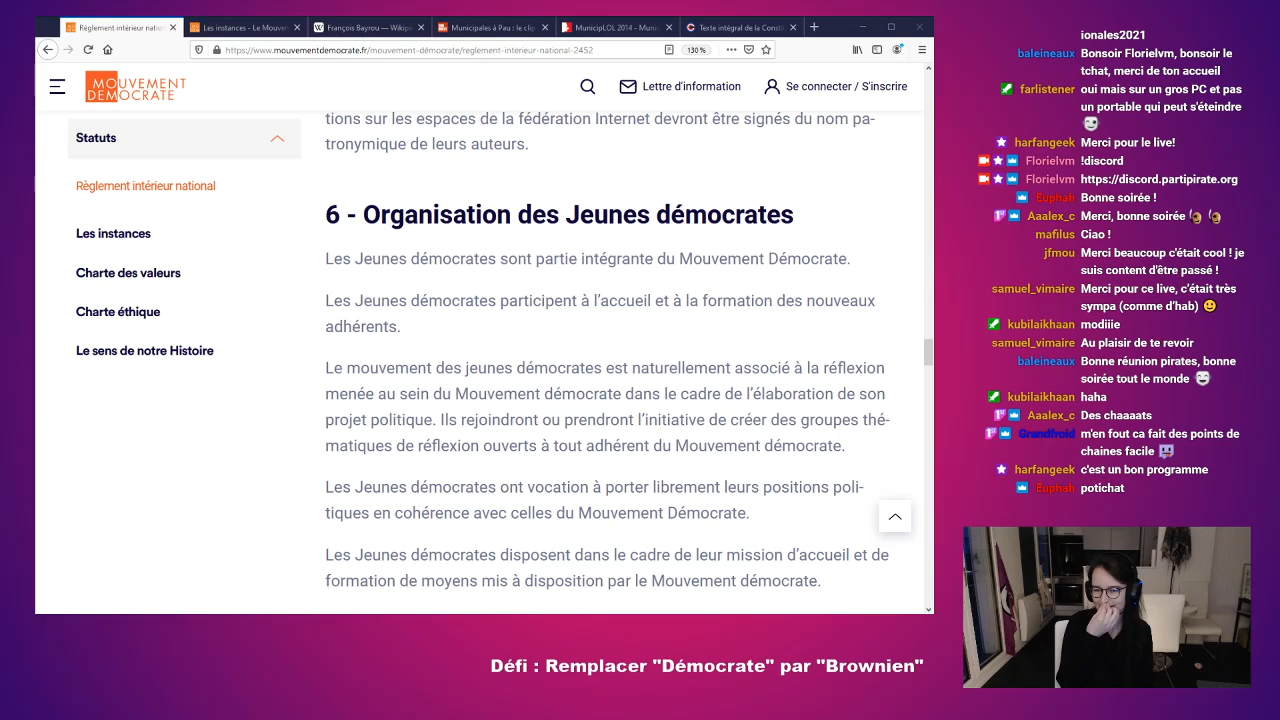 Règlement intérieur natio
Les instances - Le Mouvem
François Bayrou — Wikipé
Municipales à Pau : le clip
MunicipLOL 2014 - Munic
Texte intégral de la Consti
https://www.mouvementdemocrate.fr/mouvement-démocrate/reglement-interieur-national-2452
130 %
MOUVEMENT
DEMOCRATE
Lettre d'information
Se connecter / S'inscrire
Statuts
Règlement intérieur national
Les instances
Charte des valeurs
Charte éthique
Le sens de notre Histoire
tions sur les espaces de la fédération Internet devront être signés du nom pa-
tronymique de leurs auteurs.
6 - Organisation des Jeunes démocrates
Les Jeunes démocrates sont partie intégrante du Mouvement Démocrate.
Les Jeunes démocrates participent à l’accueil et à la formation des nouveaux
adhérents.
Le mouvement des jeunes démocrates est naturellement associé à la réflexion
menée au sein du Mouvement démocrate dans le cadre de l’élaboration de son
projet politique. Ils rejoindront ou prendront l’initiative de créer des groupes thé-
matiques de réflexion ouverts à tout adhérent du Mouvement démocrate.
Les Jeunes démocrates ont vocation à porter librement leurs positions poli-
tiques en cohérence avec celles du Mouvement Démocrate.
Les Jeunes démocrates disposent dans le cadre de leur mission d’accueil et de
formation de moyens mis à disposition par le Mouvement démocrate.
ionales2021
baleineaux Bonsoir Florielvm, bonsoir le
tchat, merci de ton accueil
farlistener oui mais sur un gros PC et pas
un portable qui peut s'éteindre
harfangeek Merci pour le live!
Florielvm !discord
Florielvm https://discord.partipirate.org
Euphah Bonne soirée !
Aaalex_c Merci, bonne soirée
mafilus Ciao !
jfmou Merci beaucoup c'était cool ! je
suis content d'être passé !
samuel_vimaire Merci pour ce live, c’était très
sympa (comme d’hab)
kubilaikhaan modiiie
samuel_vimaire Au plaisir de te revoir
baleineaux Bonne réunion pirates, bonne
soirée tout le monde
kubilaikhaan haha
Aaalex_c Des chaaaats
Grandfroid m'en fout ca fait des points de
chaines facile
harfangeek c'est un bon programme
Euphah potichat
Défi : Remplacer "Démocrate" par "Brownien"